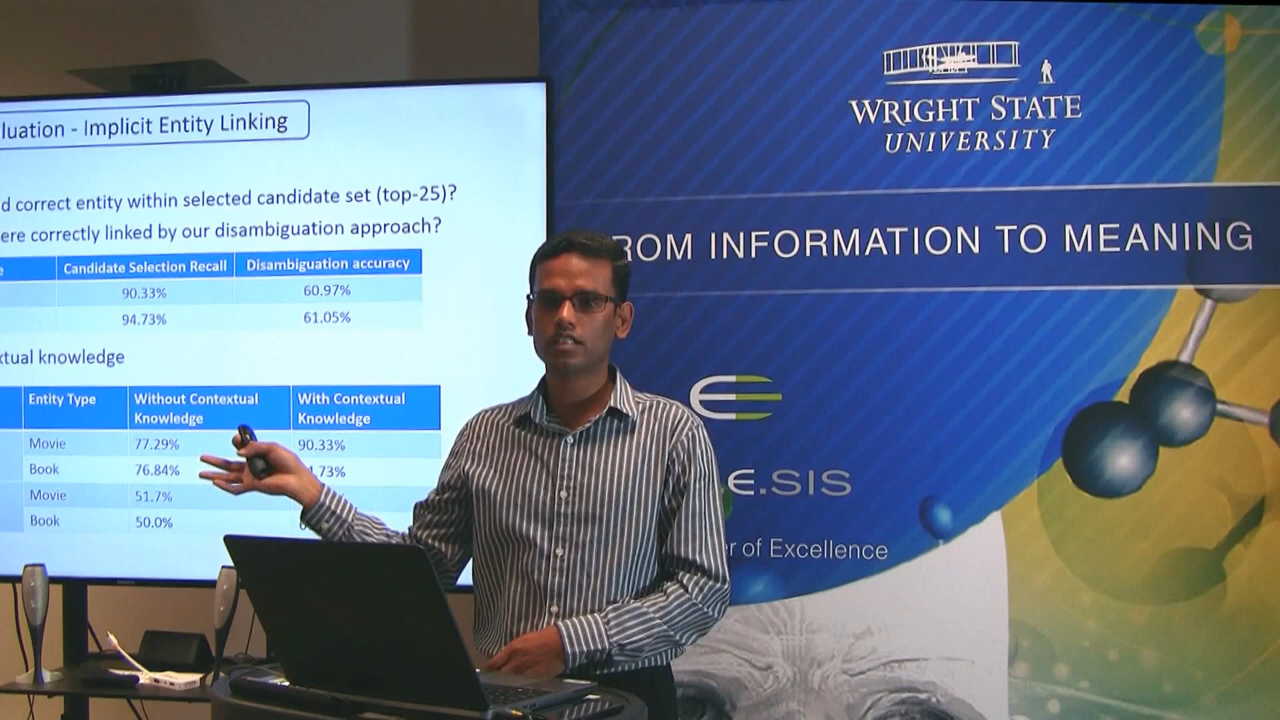 luation - Implicit Entity Linking
d correct entity within selected candidate set (top-25)?
ere correctly linked by our disambiguation approach?
e Candidate Selection Recall Disambiguation accuracy
90.33% 60.97%
94.73% 61.05%
xtual knowledge
Entity Type Without Contextual Knowledge With Contextual Knowledge
Movie 77.29% 90.33%
Book 76.84% .73%
Movie 51.7%
Book 50.0%
WRIGHT STATE
UNIVERSITY
ROM INFORMATION TO MEANING
.SIS
er of Excellence